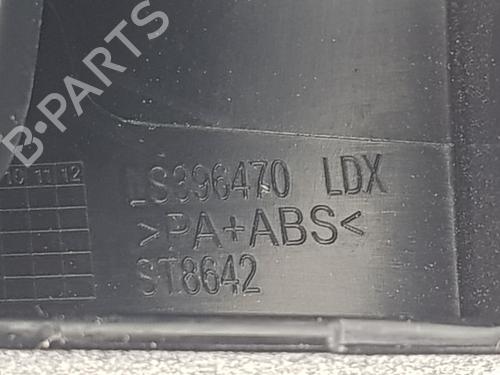 B-PARTS
10 11 12
LS396470 LDX
>PA+ABS<
ST8642